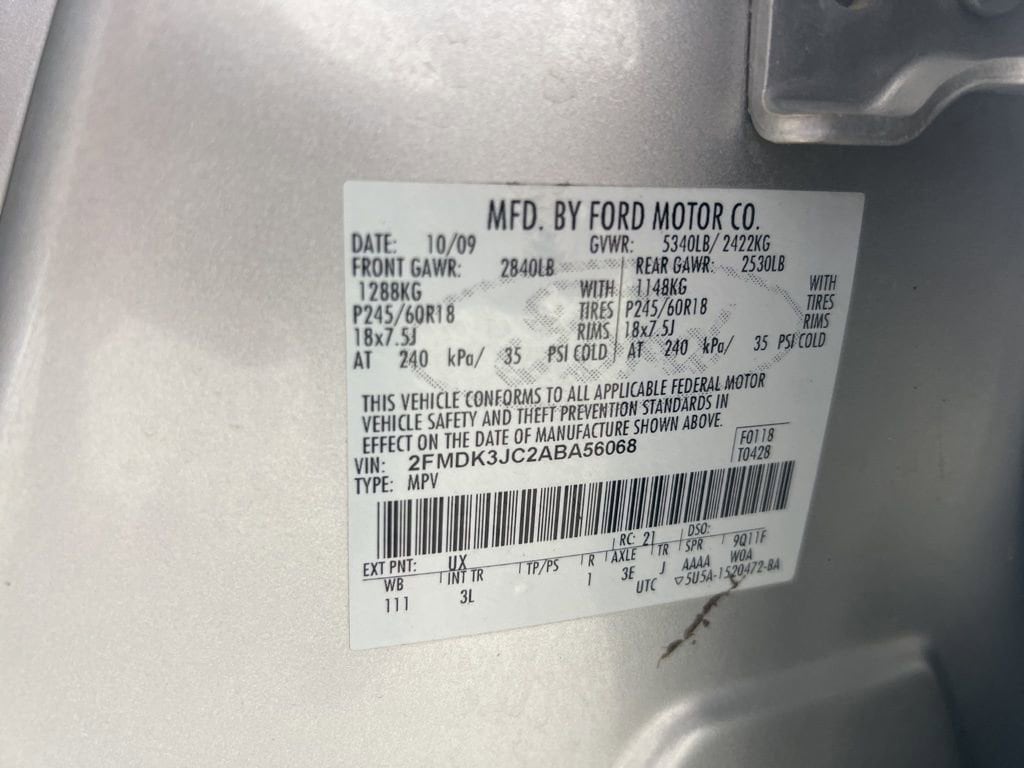 MFD. BY FORD MOTOR CO.
DATE: 10/09 GVWR: 5340LB/ 2422KG
FRONT GAWR: 2840LB REAR GAWR: 2530LB
1288KG WITH 1148KG WITH
P245/60R18 TIRES P245/60R18 TIRES
18x7.5J RIMS 18x7.5J RIMS
AT 240 kPa/ 35 PSI COLD AT 240 kPa/ 35 PSI COLD
THIS VEHICLE CONFORMS TO ALL APPLICABLE FEDERAL MOTOR
VEHICLE SAFETY AND THEFT PREVENTION STANDARDS IN
EFFECT ON THE DATE OF MANUFACTURE SHOWN ABOVE.
VIN: 2FMDK3JC2ABA56068 F0118
TYPE: MPV T0428
EXT PNT: UX RC: 21 DSO:
WB INT TR TP/PS R AXLE TR SPR 9Q11F
111 3L 1 3E J AAAA W0A
UTC ▽5U5A-1520472-BA